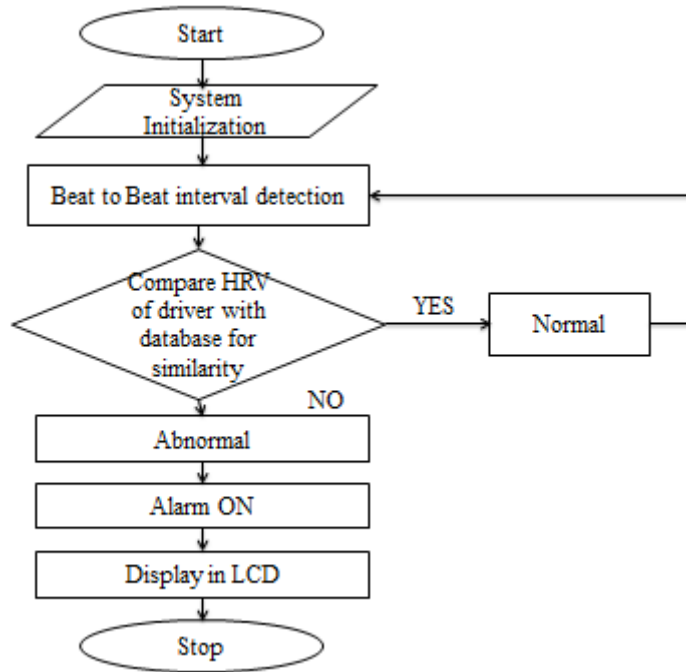 Start
System
Initialization
Beat to Beat interval detection
Compare HRV
of driver with
database for
similarity
YES
Normal
NO
Abnormal
Alarm ON
Display in LCD
Stop